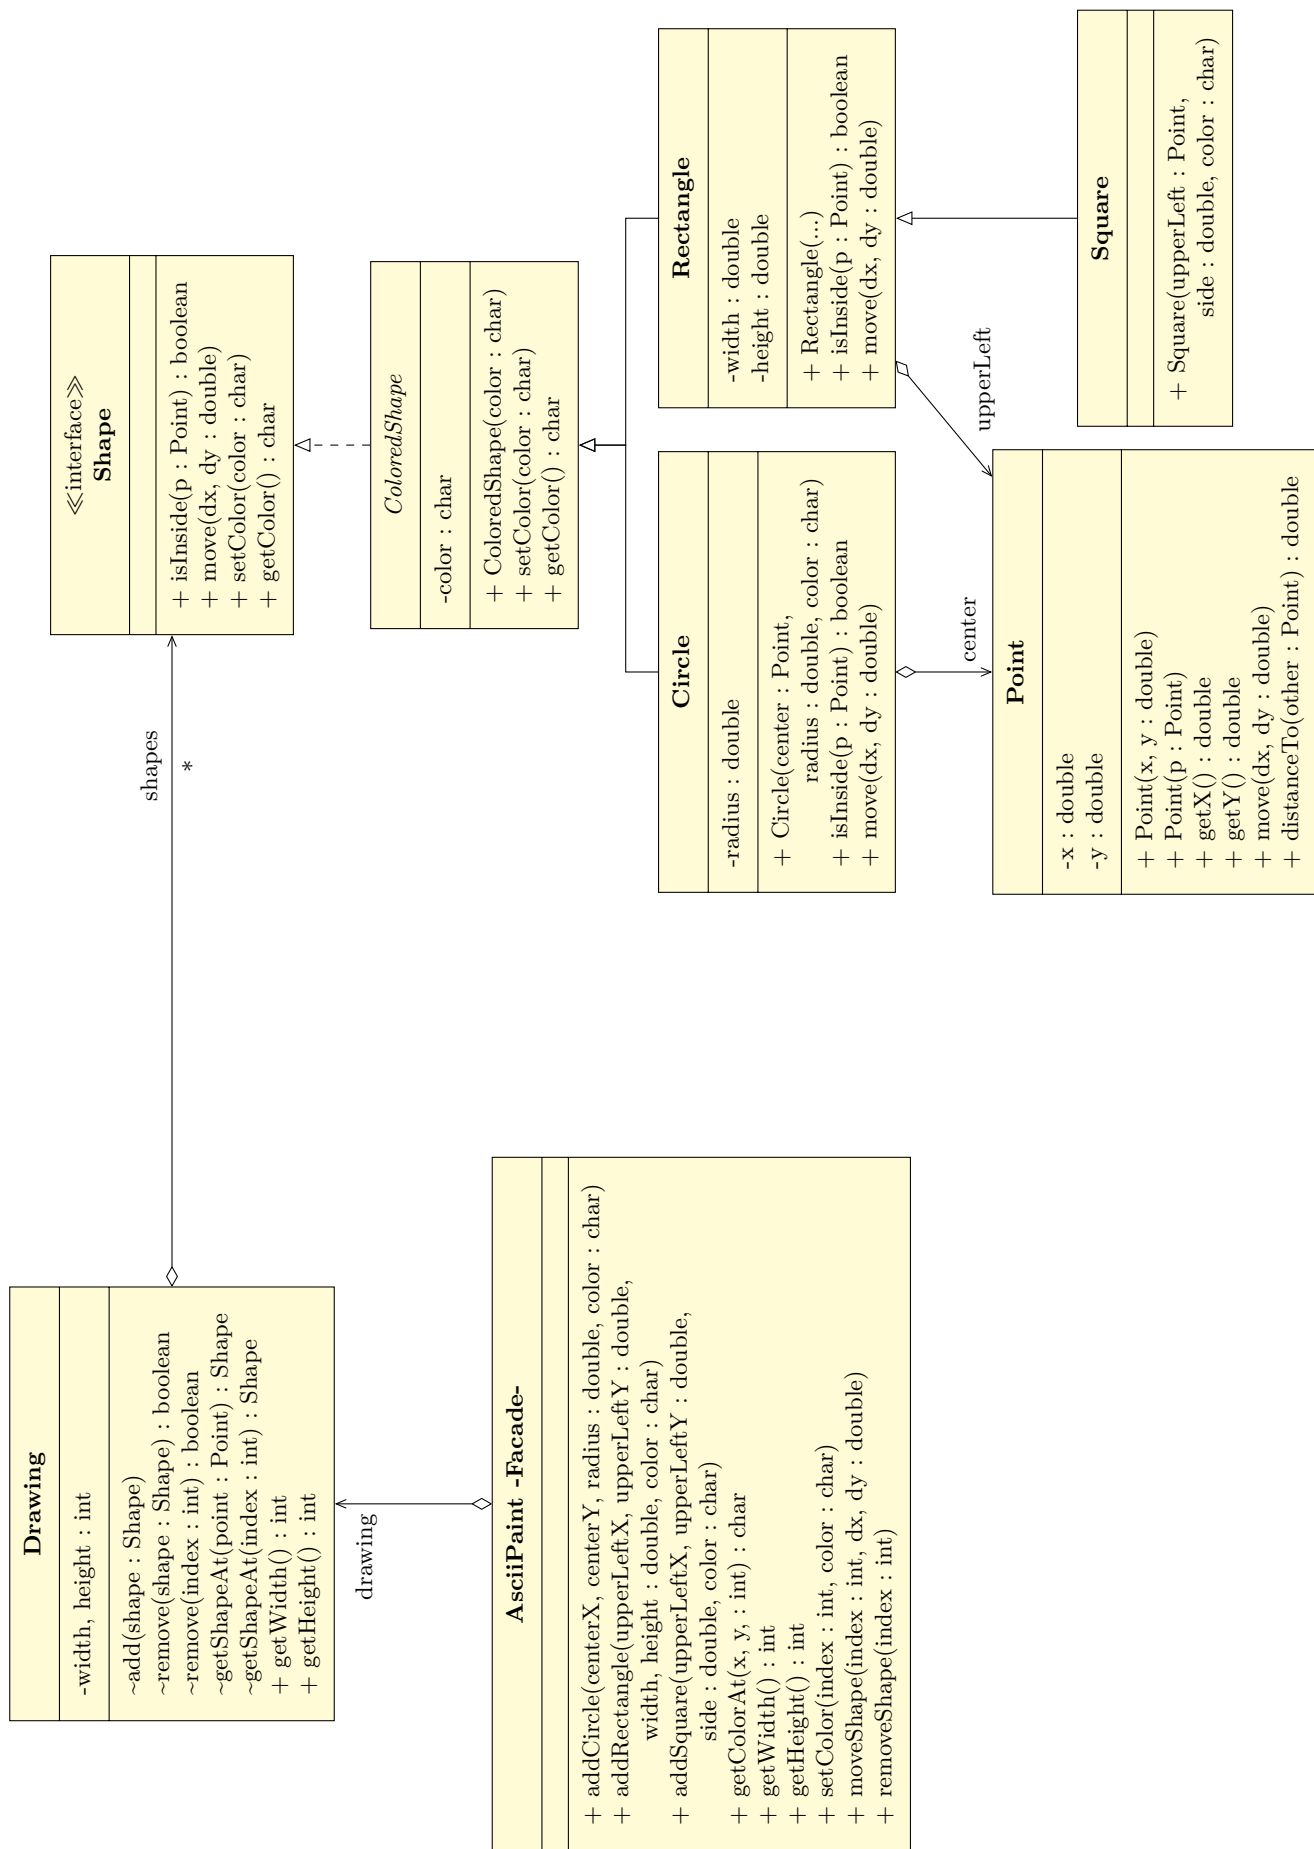 Drawing
-width, height : int
~add(shape : Shape)
~remove(shape : Shape) : boolean
~remove(index : int) : boolean
~getShapeAt(point : Point) : Shape
~getShapeAt(index : int) : Shape
+ getWidth() : int
+ getHeight() : int
shapes
*
≪interface≫
Shape
+ isInside(p : Point) : boolean
+ move(dx, dy : double)
+ setColor(color : char)
+ getColor() : char
drawing
AsciiPaint -Facade-
+ addCircle(centerX, centerY, radius : double, color : char)
+ addRectangle(upperLeftX, upperLeftY : double,
width, height : double, color : char)
+ addSquare(upperLeftX, upperLeftY : double,
side : double, color : char)
+ getColorAt(x, y, : int) : char
+ getWidth() : int
+ getHeight() : int
+ setColor(index : int, color : char)
+ moveShape(index : int, dx, dy : double)
+ removeShape(index : int)
ColoredShape
-color : char
+ ColoredShape(color : char)
+ setColor(color : char)
+ getColor() : char
Circle
-radius : double
+ Circle(center : Point,
radius : double, color : char)
+ isInside(p : Point) : boolean
+ move(dx, dy : double)
Rectangle
-width : double
-height : double
+ Rectangle(...)
+ isInside(p : Point) : boolean
+ move(dx, dy : double)
center
upperLeft
Point
-x : double
-y : double
+ Point(x, y : double)
+ Point(p : Point)
+ getX() : double
+ getY() : double
+ move(dx, dy : double)
+ distanceTo(other : Point) : double
Square
+ Square(upperLeft : Point,
side : double, color : char)